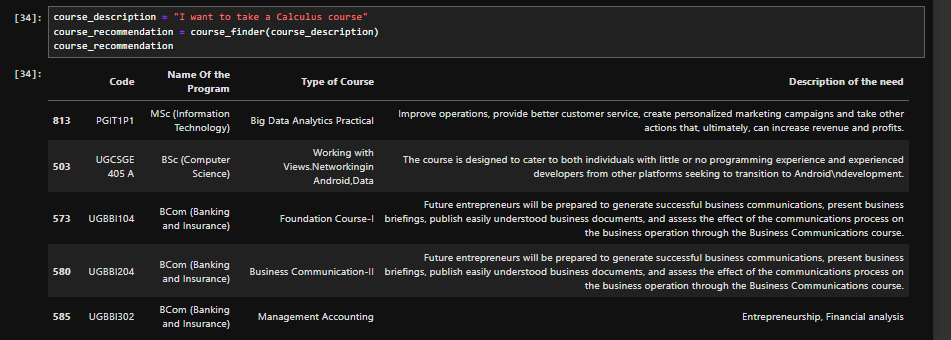 [34]: course_description = "I want to take a Calculus course"
course_recommendation = course_finder(course_description)
course_recommendation
[34]:
Code Name Of the Program Type of Course Description of the need
813 PGIT1P1 MSc (Information Technology) Big Data Analytics Practical Improve operations, provide better customer service, create personalized marketing campaigns and take other
actions that, ultimately, can increase revenue and profits.
503 UGCSGE 405 A BSc (Computer Science) Working with Views.Networkingin Android,Data The course is designed to cater to both individuals with little or no programming experience and experienced
developers from other platforms seeking to transition to Android\ndevelopment.
573 UGBBI104 BCom (Banking and Insurance) Foundation Course-I Future entrepreneurs will be prepared to generate successful business communications, present business
briefings, publish easily understood business documents, and assess the effect of the communications process on
the business operation through the Business Communications course.
580 UGBBI204 BCom (Banking and Insurance) Business Communication-II Future entrepreneurs will be prepared to generate successful business communications, present business
briefings, publish easily understood business documents, and assess the effect of the communications process on
the business operation through the Business Communications course.
585 UGBBI302 BCom (Banking and Insurance) Management Accounting Entrepreneurship, Financial analysis